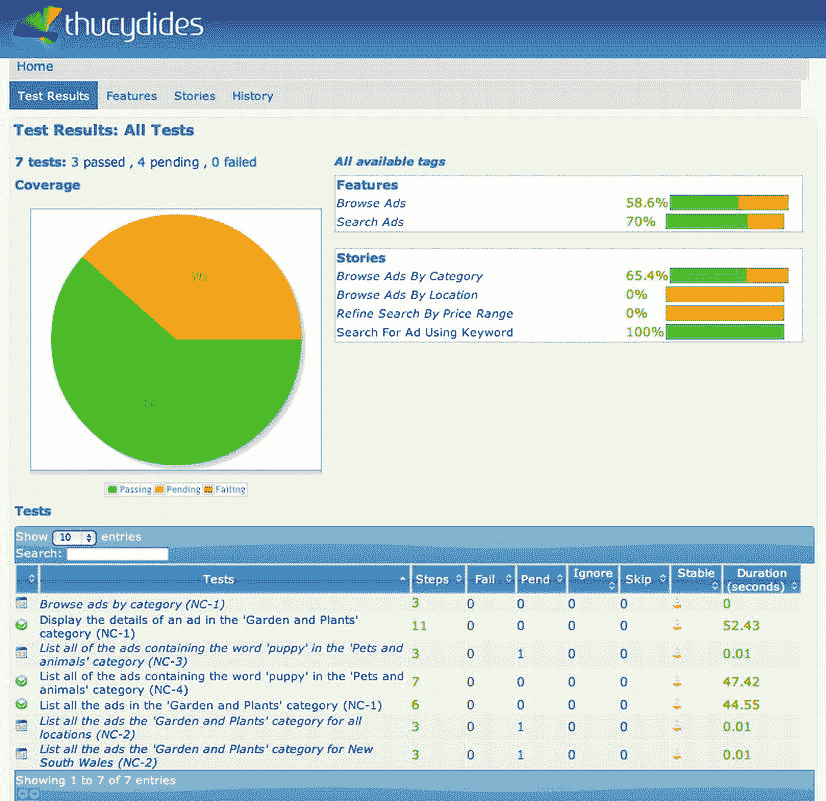 thucydides
Home
Test Results Features Stories History
Test Results: All Tests
7 tests: 3 passed , 4 pending , 0 failed
All available tags
Coverage
Features
Browse Ads 58.6%
Search Ads 70%
Stories
Browse Ads By Category 65.4%
Browse Ads By Location 0%
Refine Search By Price Range 0%
Search For Ad Using Keyword 100%
Passing Pending Failing
Tests
Show 10 entries
Search:
Tests Steps Fail Pend Ignore Skip Stable Duration
(seconds)
Browse ads by category (NC-1) 3 0 0 0 0 0
Display the details of an ad in the 'Garden and Plants'
category (NC-1) 11 0 0 0 0 52.43
List all of the ads containing the word 'puppy' in the 'Pets and
animals' category (NC-3) 3 0 1 0 0 0.01
List all of the ads containing the word 'puppy' in the 'Pets and
animals' category (NC-4) 7 0 0 0 0 47.42
List all the ads in the 'Garden and Plants' category (NC-1) 6 0 0 0 0 44.55
List all the ads the 'Garden and Plants' category for all
locations (NC-2) 3 0 1 0 0 0.01
List all the ads the 'Garden and Plants' category for New
South Wales (NC-2) 3 0 1 0 0 0.01
Showing 1 to 7 of 7 entries